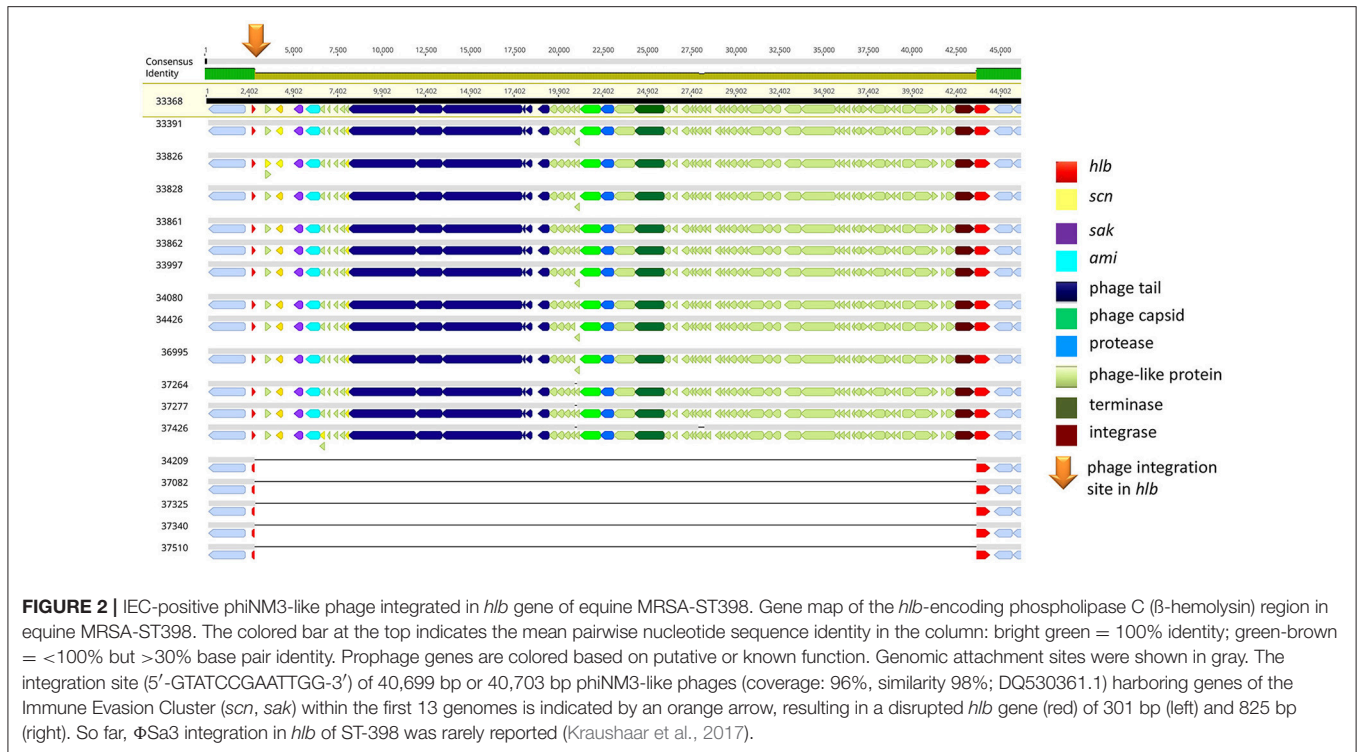 1 5,000 7,500 10,000 12,500 15,000 17,500 20,000 22,500 25,000 27,500 30,000 32,500 35,000 37,500 40,000 42,500 45,000
Consensus
Identity
1 2,402 4,902 7,402 9,902 12,402 14,902 17,402 19,902 22,402 24,902 27,402 29,902 32,402 34,902 37,402 39,902 42,402 44,902
33368
33391
33826
33828
33861
33862
33997
34080
34426
36995
37264
37277
37426
34209
37082
37325
37340
37510
hlb
scn
sak
ami
phage tail
phage capsid
protease
phage-like protein
terminase
integrase
phage integration
site in hlb
FIGURE 2 | IEC-positive phiNM3-like phage integrated in hlb gene of equine MRSA-ST398. Gene map of the hlb-encoding phospholipase C (ß-hemolysin) region in
equine MRSA-ST398. The colored bar at the top indicates the mean pairwise nucleotide sequence identity in the column: bright green = 100% identity; green-brown
= <100% but >30% base pair identity. Prophage genes are colored based on putative or known function. Genomic attachment sites were shown in gray. The
integration site (5′-GTATCCGAATTGG-3′) of 40,699 bp or 40,703 bp phiNM3-like phages (coverage: 96%, similarity 98%; DQ530361.1) harboring genes of the
Immune Evasion Cluster (scn, sak) within the first 13 genomes is indicated by an orange arrow, resulting in a disrupted hlb gene (red) of 301 bp (left) and 825 bp
(right). So far, ΦSa3 integration in hlb of ST-398 was rarely reported (Kraushaar et al., 2017).